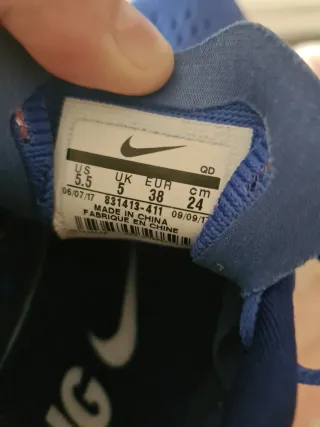 QD
US UK EUR cm
5.5 5 38 24
06/07/17 831413-411 09/09/17
MADE IN CHINA
FABRIQUE EN CHINE
NG